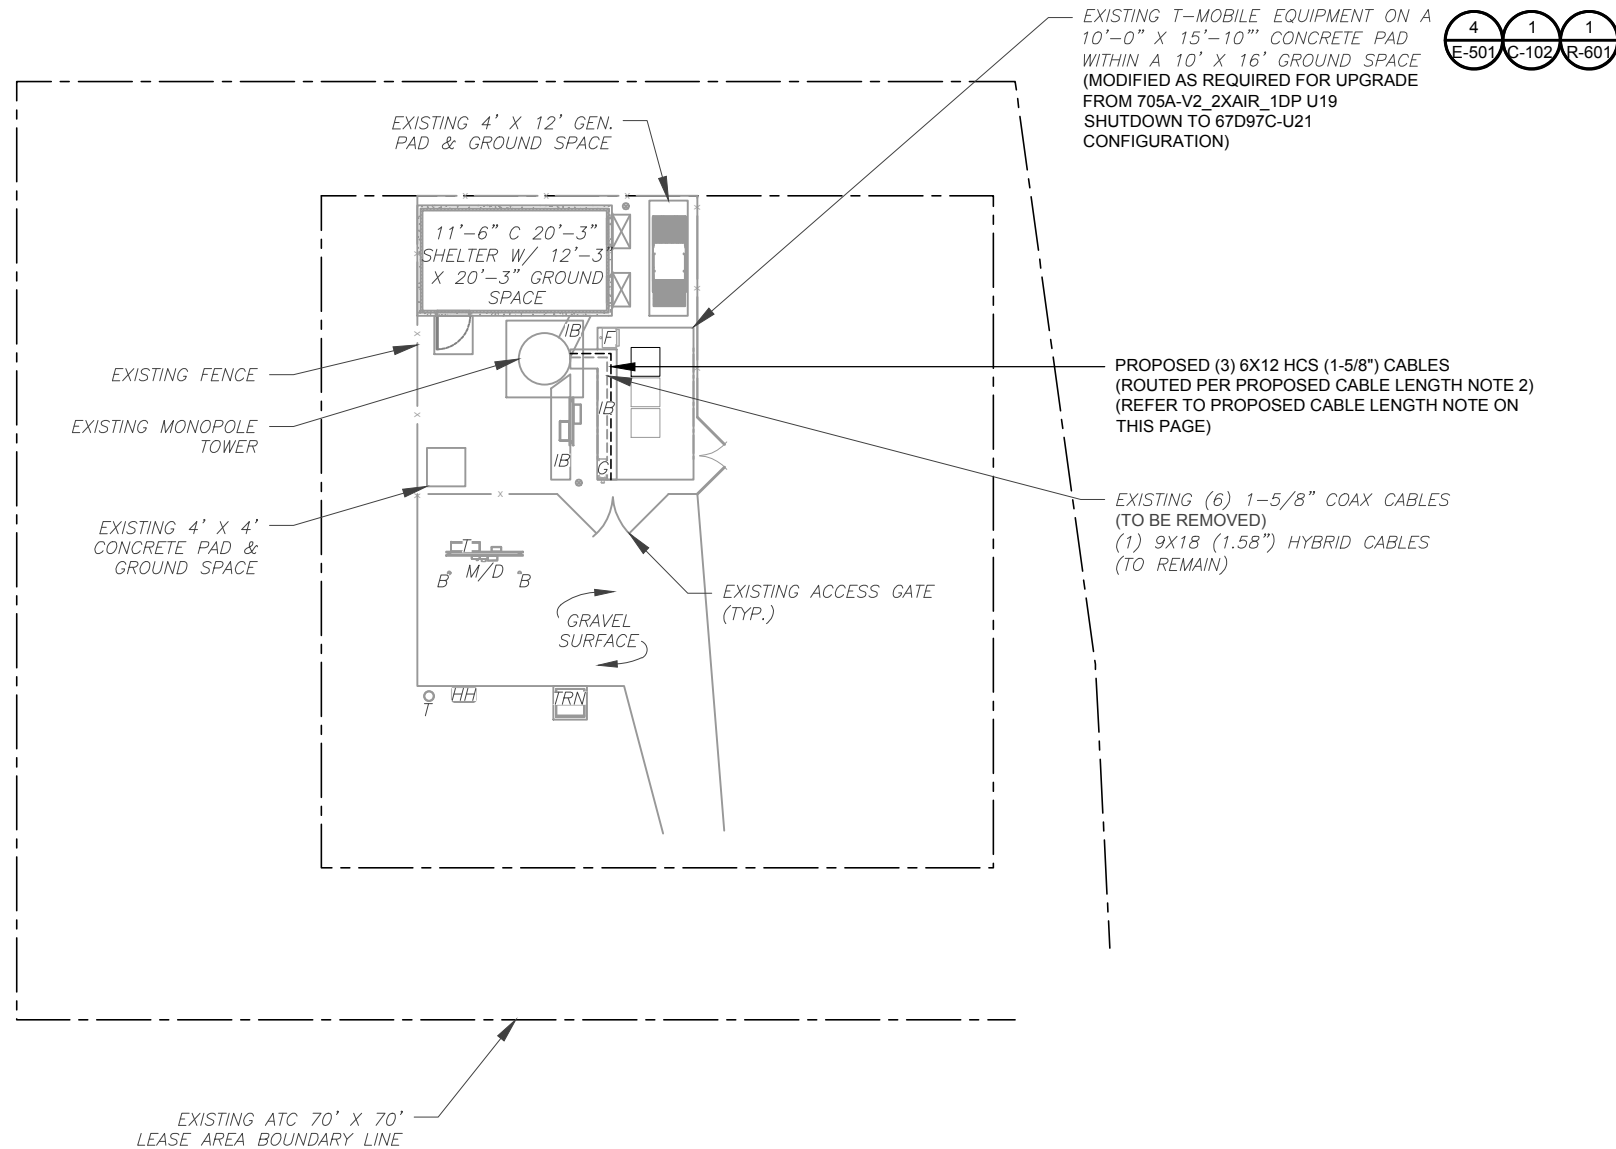 EXISTING T-MOBILE EQUIPMENT ON A
10'-0" X 15'-10"' CONCRETE PAD
WITHIN A 10' X 16' GROUND SPACE
(MODIFIED AS REQUIRED FOR UPGRADE
FROM 705A-V2_2XAIR_1DP U19
SHUTDOWN TO 67D97C-U21
CONFIGURATION)
4
E-501
1
C-102
1
R-601
EXISTING 4' X 12' GEN.
PAD & GROUND SPACE
11'-6" C 20'-3"
SHELTER W/ 12'-3"
X 20'-3" GROUND
SPACE
IB
F
EXISTING FENCE
PROPOSED (3) 6X12 HCS (1-5/8") CABLES
(ROUTED PER PROPOSED CABLE LENGTH NOTE 2)
(REFER TO PROPOSED CABLE LENGTH NOTE ON
THIS PAGE)
IB
EXISTING MONOPOLE
TOWER
IB
G
EXISTING (6) 1-5/8" COAX CABLES
(TO BE REMOVED)
(1) 9X18 (1.58") HYBRID CABLES
(TO REMAIN)
EXISTING 4' X 4'
CONCRETE PAD &
GROUND SPACE
T
B
M/D
B
EXISTING ACCESS GATE
(TYP.)
GRAVEL
SURFACE
T
HH
TRN
EXISTING ATC 70' X 70'
LEASE AREA BOUNDARY LINE